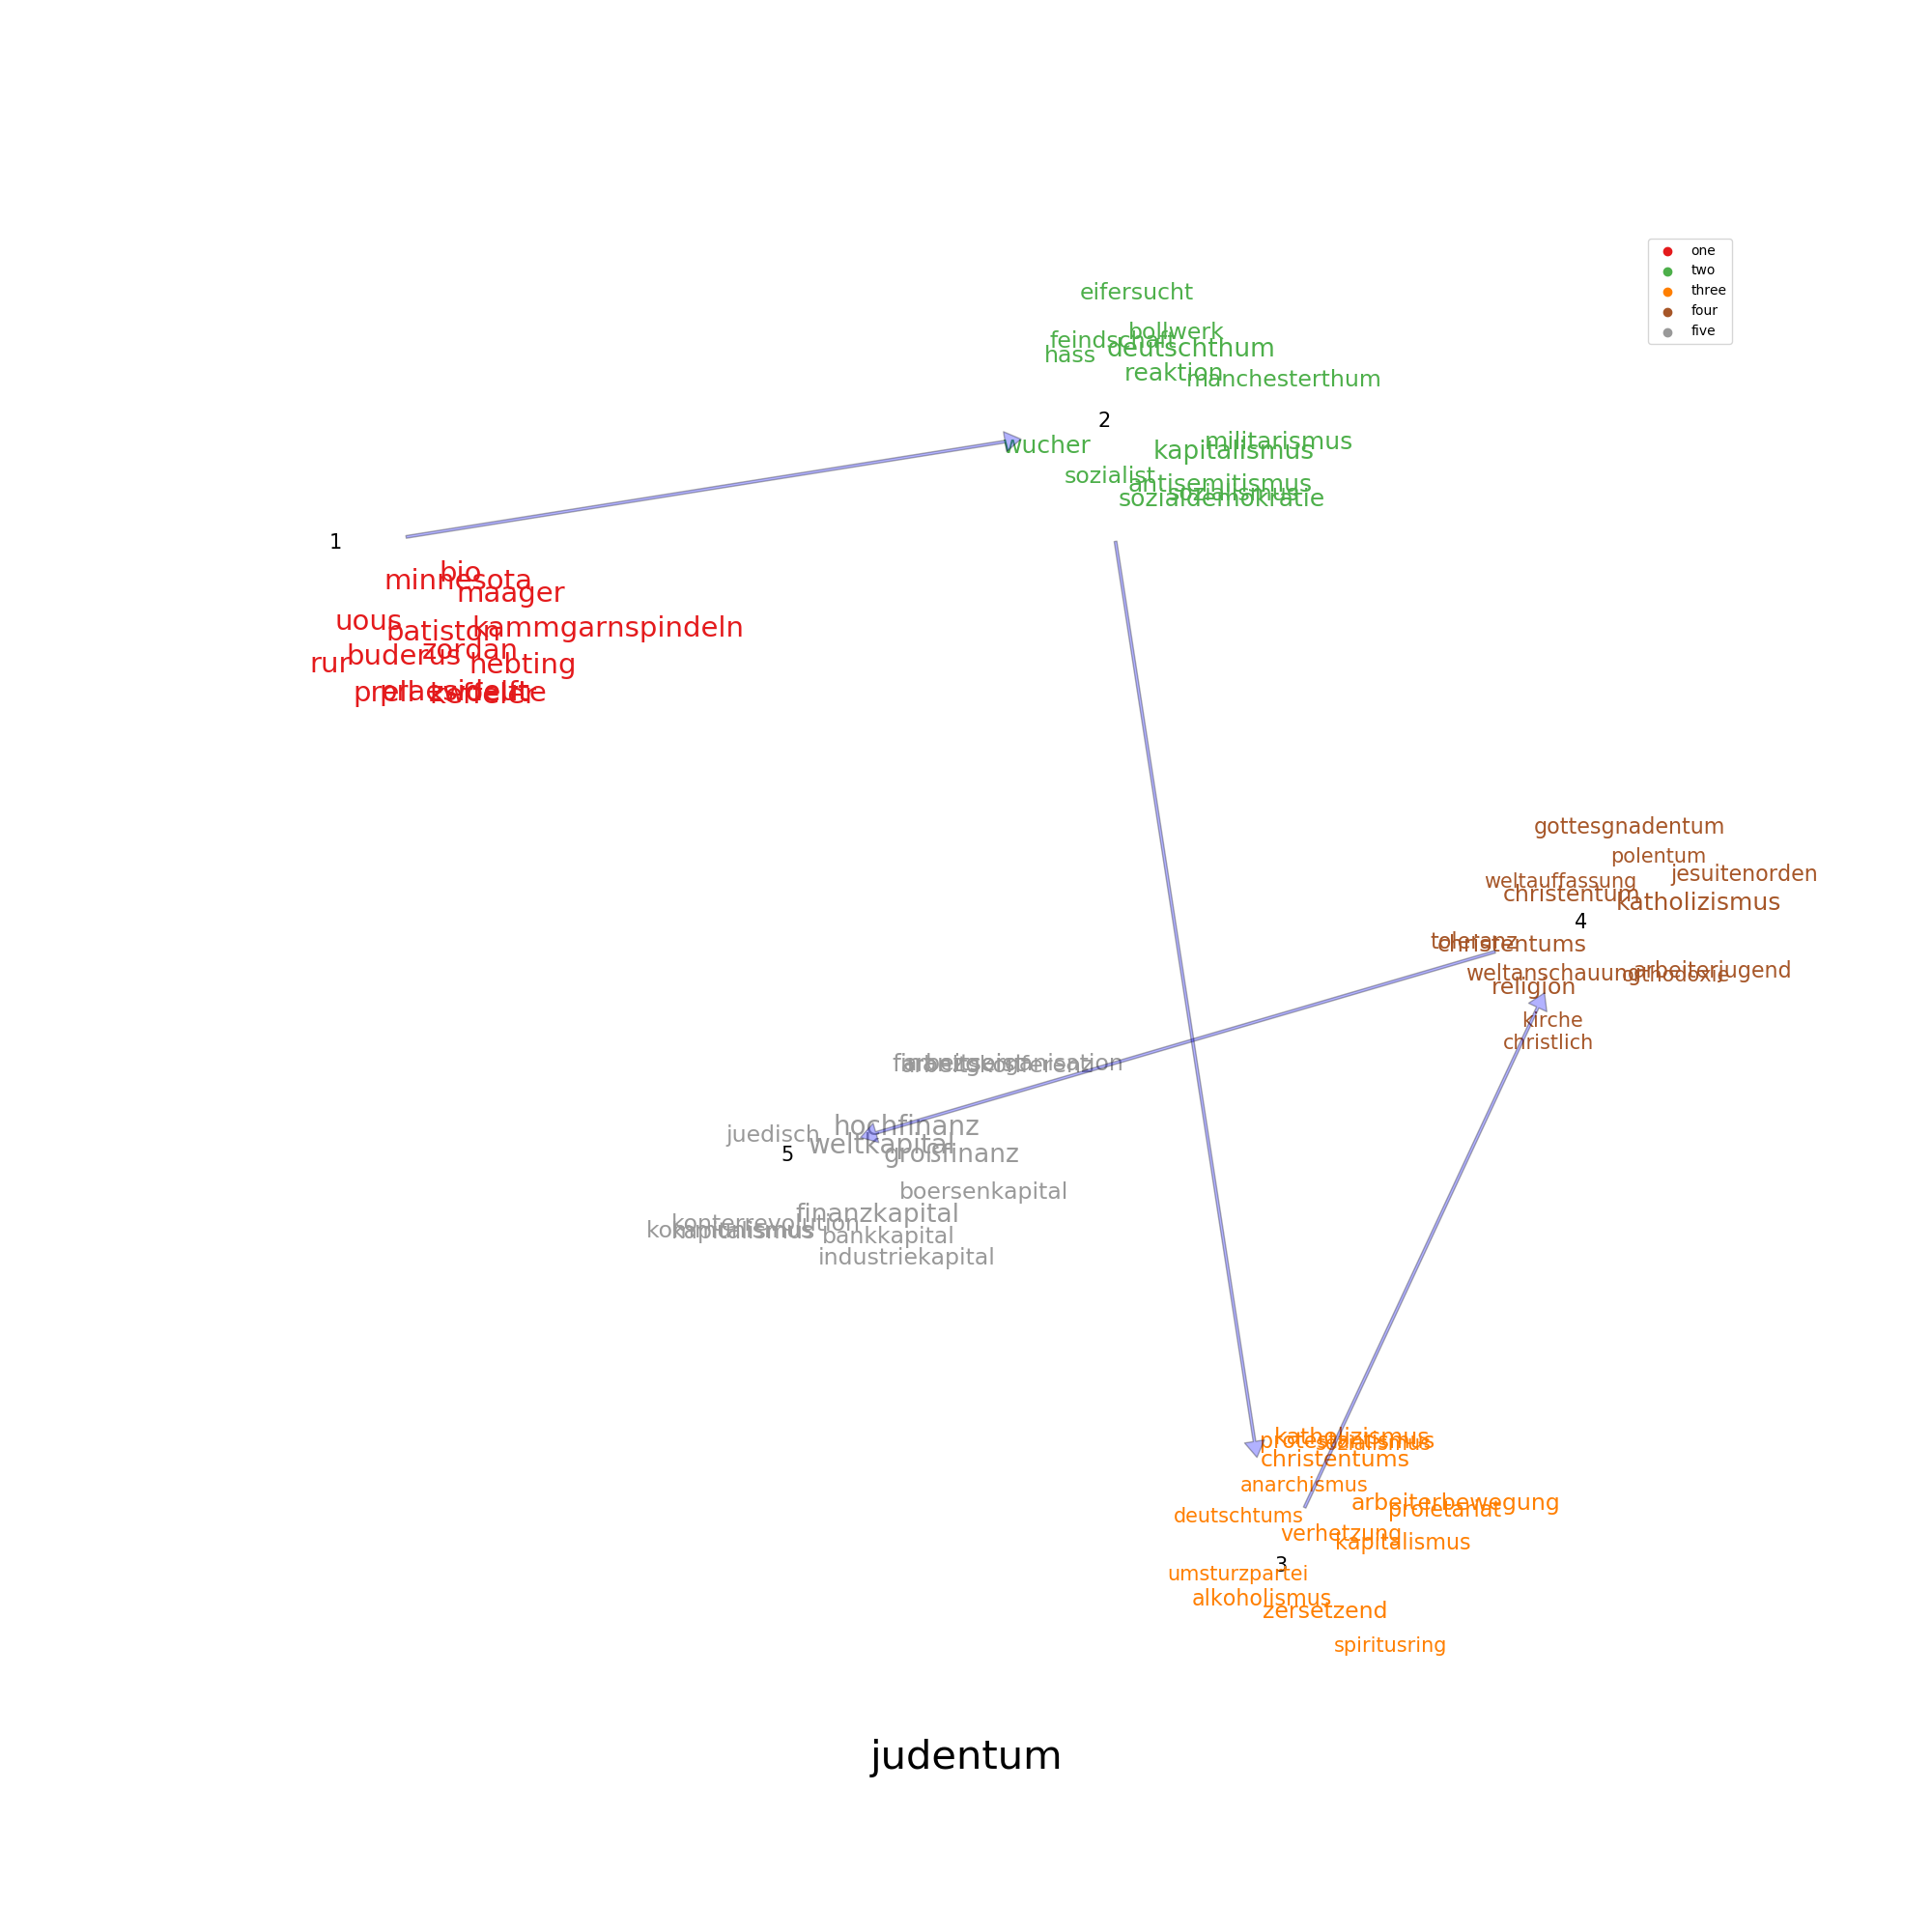 one
two
three
four
five
eifersucht
bollwerk
feindschaft
deutschthum
hass
reaktion
manchesterthum
2
wucher
militarismus
kapitalismus
sozialist
antisemitismus
sozialismus
sozialdemokratie
1
bio
minnesota
maager
uous
batiston
kammgarnspindeln
zordan
rur
buderus
hebting
prell
keffeler
gottesgnadentum
polentum
jesuitenorden
weltauffassung
christentum
katholizismus
4
toleranz
christentums
weltanschauung
arbeiterjugend
orthodoxie
religion
kirche
christlich
hochfinanz
juedisch
weltkapital
großfinanz
5
boersenkapital
finanzkapital
konterrevolution
kommunismus
kapitalismus
bankkapital
industriekapital
katholizismus
protestantismus
sozialismus
christentums
anarchismus
arbeiterbewegung
proletariat
deutschtums
verhetzung
kapitalismus
3
umsturzpartei
alkoholismus
zersetzend
spiritusring
judentum